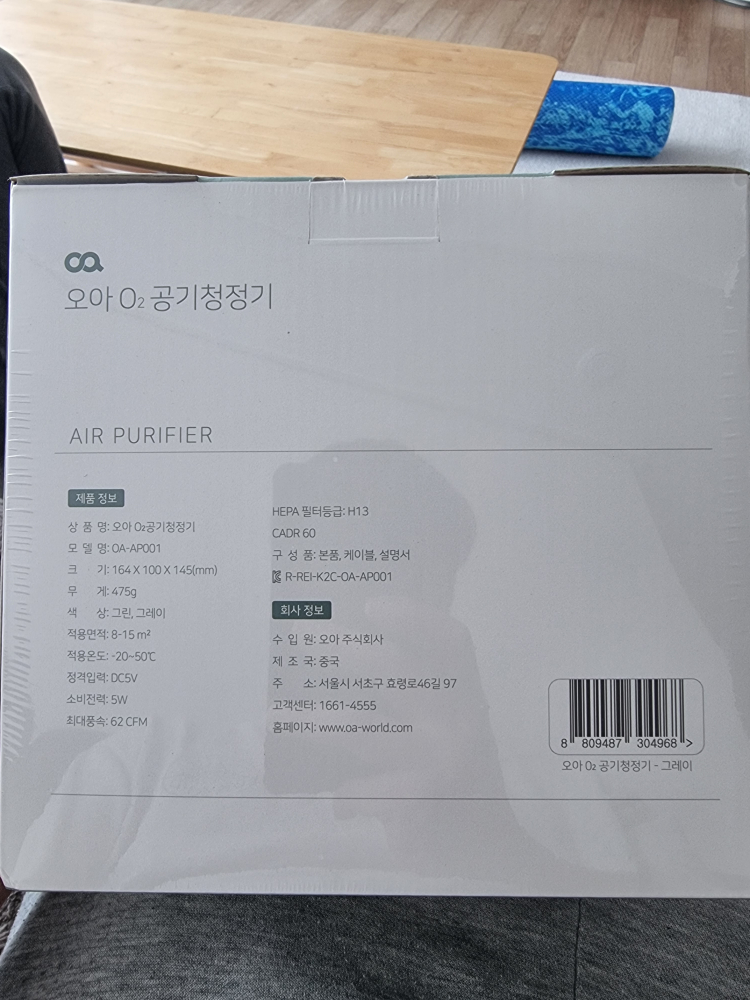 oa
오아 O₂ 공기청정기
AIR PURIFIER
제품 정보
상 품 명: 오아 O₂공기청정기
모 델 명: OA-AP001
크 기: 164 X 100 X 145(mm)
무 게: 475g
색 상: 그린, 그레이
적용면적: 8-15 m²
적용온도: -20~50℃
정격입력: DC5V
소비전력: 5W
최대풍속: 62 CFM
HEPA 필터등급: H13
CADR 60
구 성 품: 본품, 케이블, 설명서
R-REI-K2C-OA-AP001
회사 정보
수 입 원: 오아 주식회사
제 조 국: 중국
주 소: 서울시 서초구 효령로46길 97
고객센터: 1661-4555
홈페이지: www.oa-world.com
8 809487 304968 >
오아 O₂ 공기청정기 - 그레이